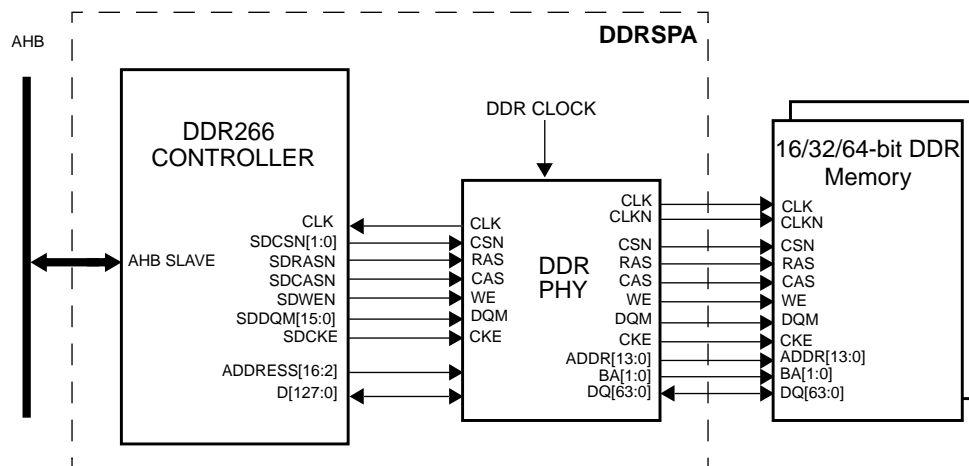 AHB
DDRSPA
DDR CLOCK
DDR266
CONTROLLER
AHB SLAVE
CLK
SDCSN[1:0]
SDRASN
SDCASN
SDWEN
SDDQM[15:0]
SDCKE
ADDRESS[16:2]
D[127:0]
CLK
CSN
RAS
CAS
WE
DQM
CKE
DDR
PHY
CLK
CLKN
CSN
RAS
CAS
WE
DQM
CKE
ADDR[13:0]
BA[1:0]
DQ[63:0]
16/32/64-bit DDR
Memory
CLK
CLKN
CSN
RAS
CAS
WE
DQM
CKE
ADDR[13:0]
BA[1:0]
DQ[63:0]